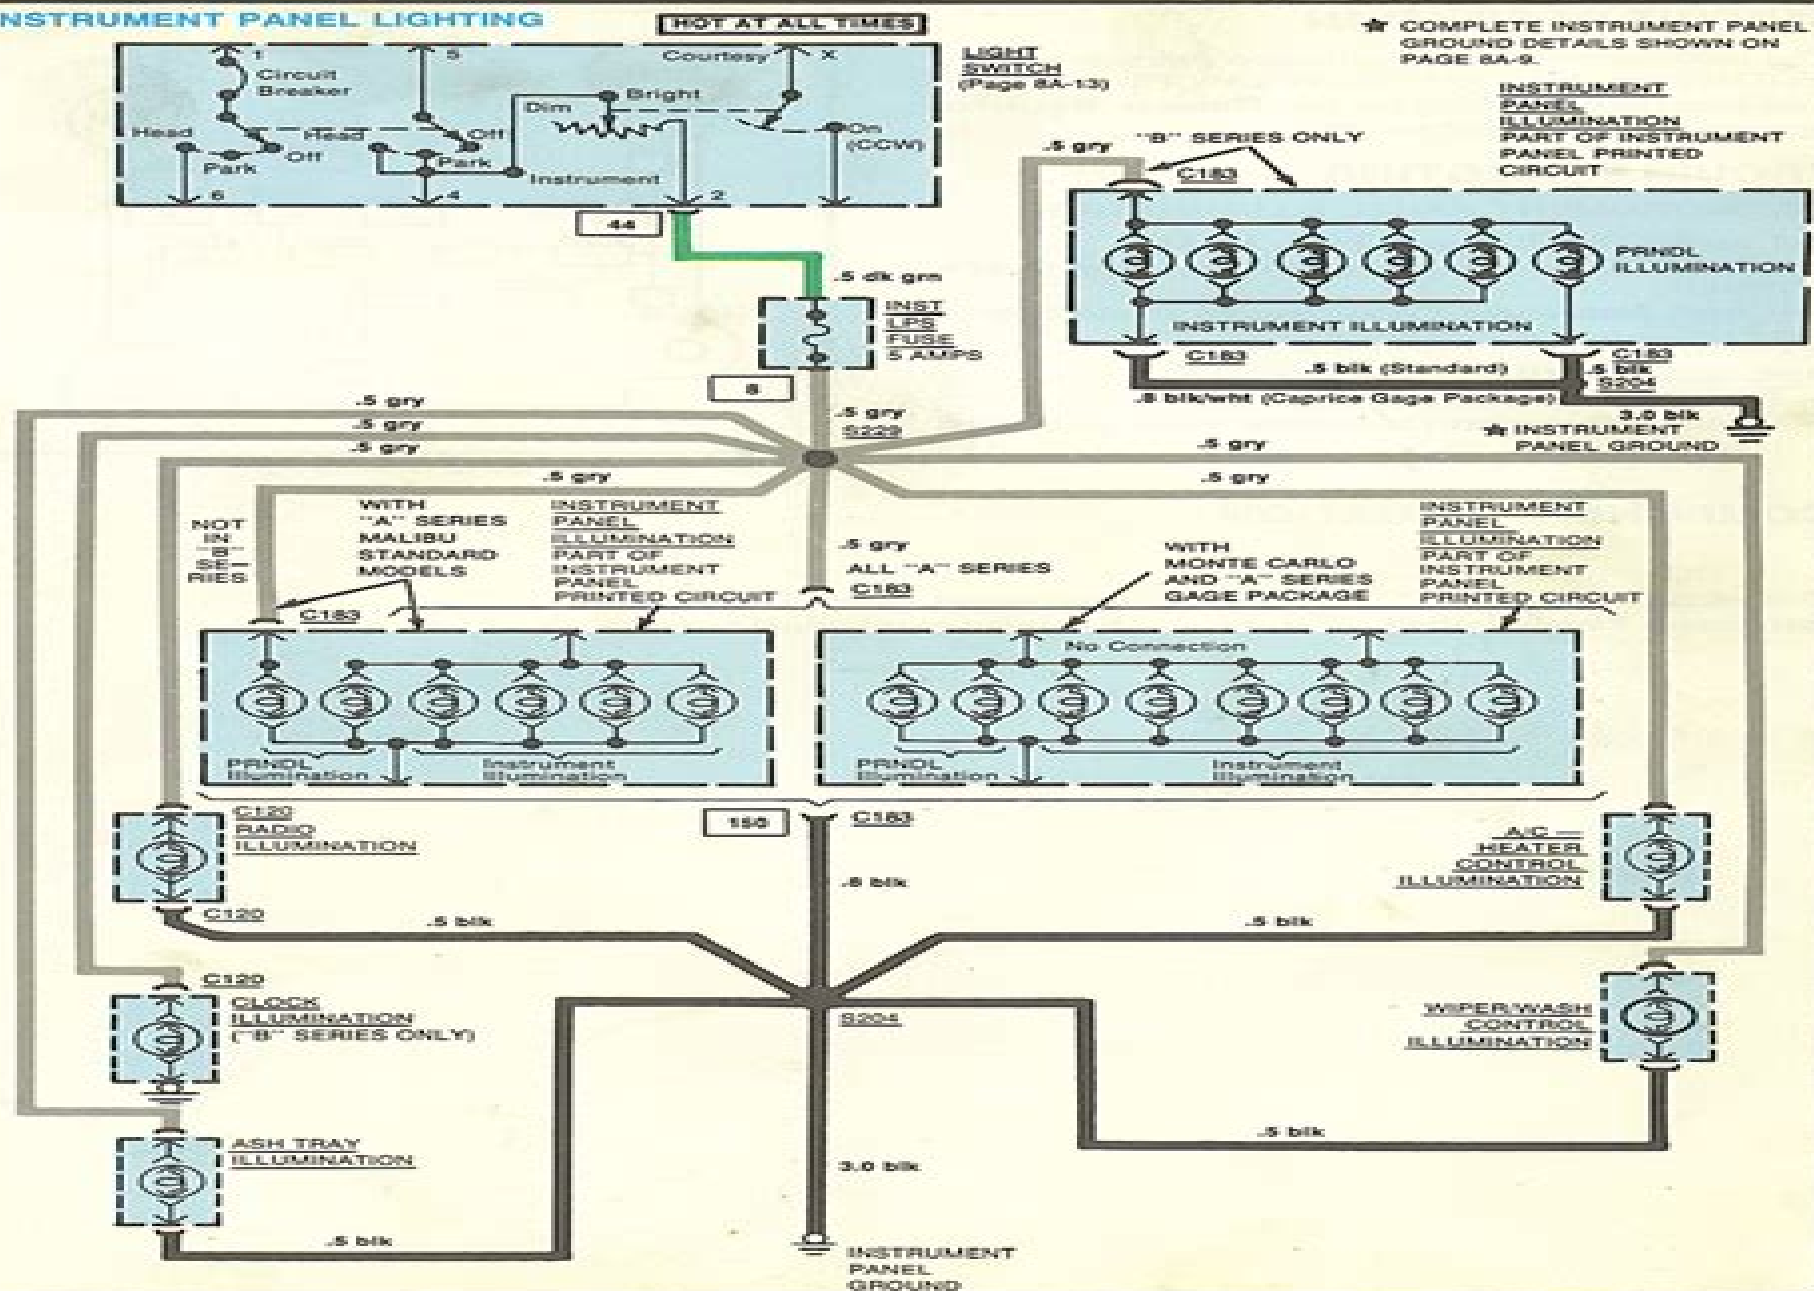 INSTRUMENT PANEL LIGHTING
HOT AT ALL TIMES
★ COMPLETE INSTRUMENT PANEL
GROUND DETAILS SHOWN ON
PAGE 8A-9.
1
5
Courtesy
X
LIGHT
SWITCH
(Page 8A-13)
Circuit
Breaker
Dim
Bright
Head
Head
Off
Off
On
(CCW)
Park
Park
Instrument
6
4
2
44
.5 dk grn
INST
LPS
FUSE
5 AMPS
8
.5 gry
S229
.5 gry
"B" SERIES ONLY
C183
INSTRUMENT
PANEL
ILLUMINATION
PART OF INSTRUMENT
PANEL PRINTED
CIRCUIT
PRNDL
ILLUMINATION
INSTRUMENT ILLUMINATION
C183
C183
.5 blk (Standard)
.5 blk
S204
.8 blk/wht (Caprice Gage Package)
3.0 blk
★ INSTRUMENT
PANEL GROUND
.5 gry
.5 gry
.5 gry
.5 gry
.5 gry
.5 gry
NOT
IN
"B"
SE-
RIES
WITH
"A" SERIES
MALIBU
STANDARD
MODELS
INSTRUMENT
PANEL
ILLUMINATION
PART OF
INSTRUMENT
PANEL
PRINTED CIRCUIT
.5 gry
ALL "A" SERIES
C183
WITH
MONTE CARLO
AND "A" SERIES
GAGE PACKAGE
INSTRUMENT
PANEL
ILLUMINATION
PART OF
INSTRUMENT
PANEL
PRINTED CIRCUIT
C183
No Connection
PRNDL
Illumination
Instrument
Illumination
PRNDL
Illumination
Instrument
Illumination
C120
RADIO
ILLUMINATION
150
C183
A/C —
HEATER
CONTROL
ILLUMINATION
.8 blk
C120
.5 blk
.5 blk
C120
CLOCK
ILLUMINATION
("B" SERIES ONLY)
S204
WIPER/WASH
CONTROL
ILLUMINATION
ASH TRAY
ILLUMINATION
.5 blk
3.0 blk
.5 blk
INSTRUMENT
PANEL
GROUND